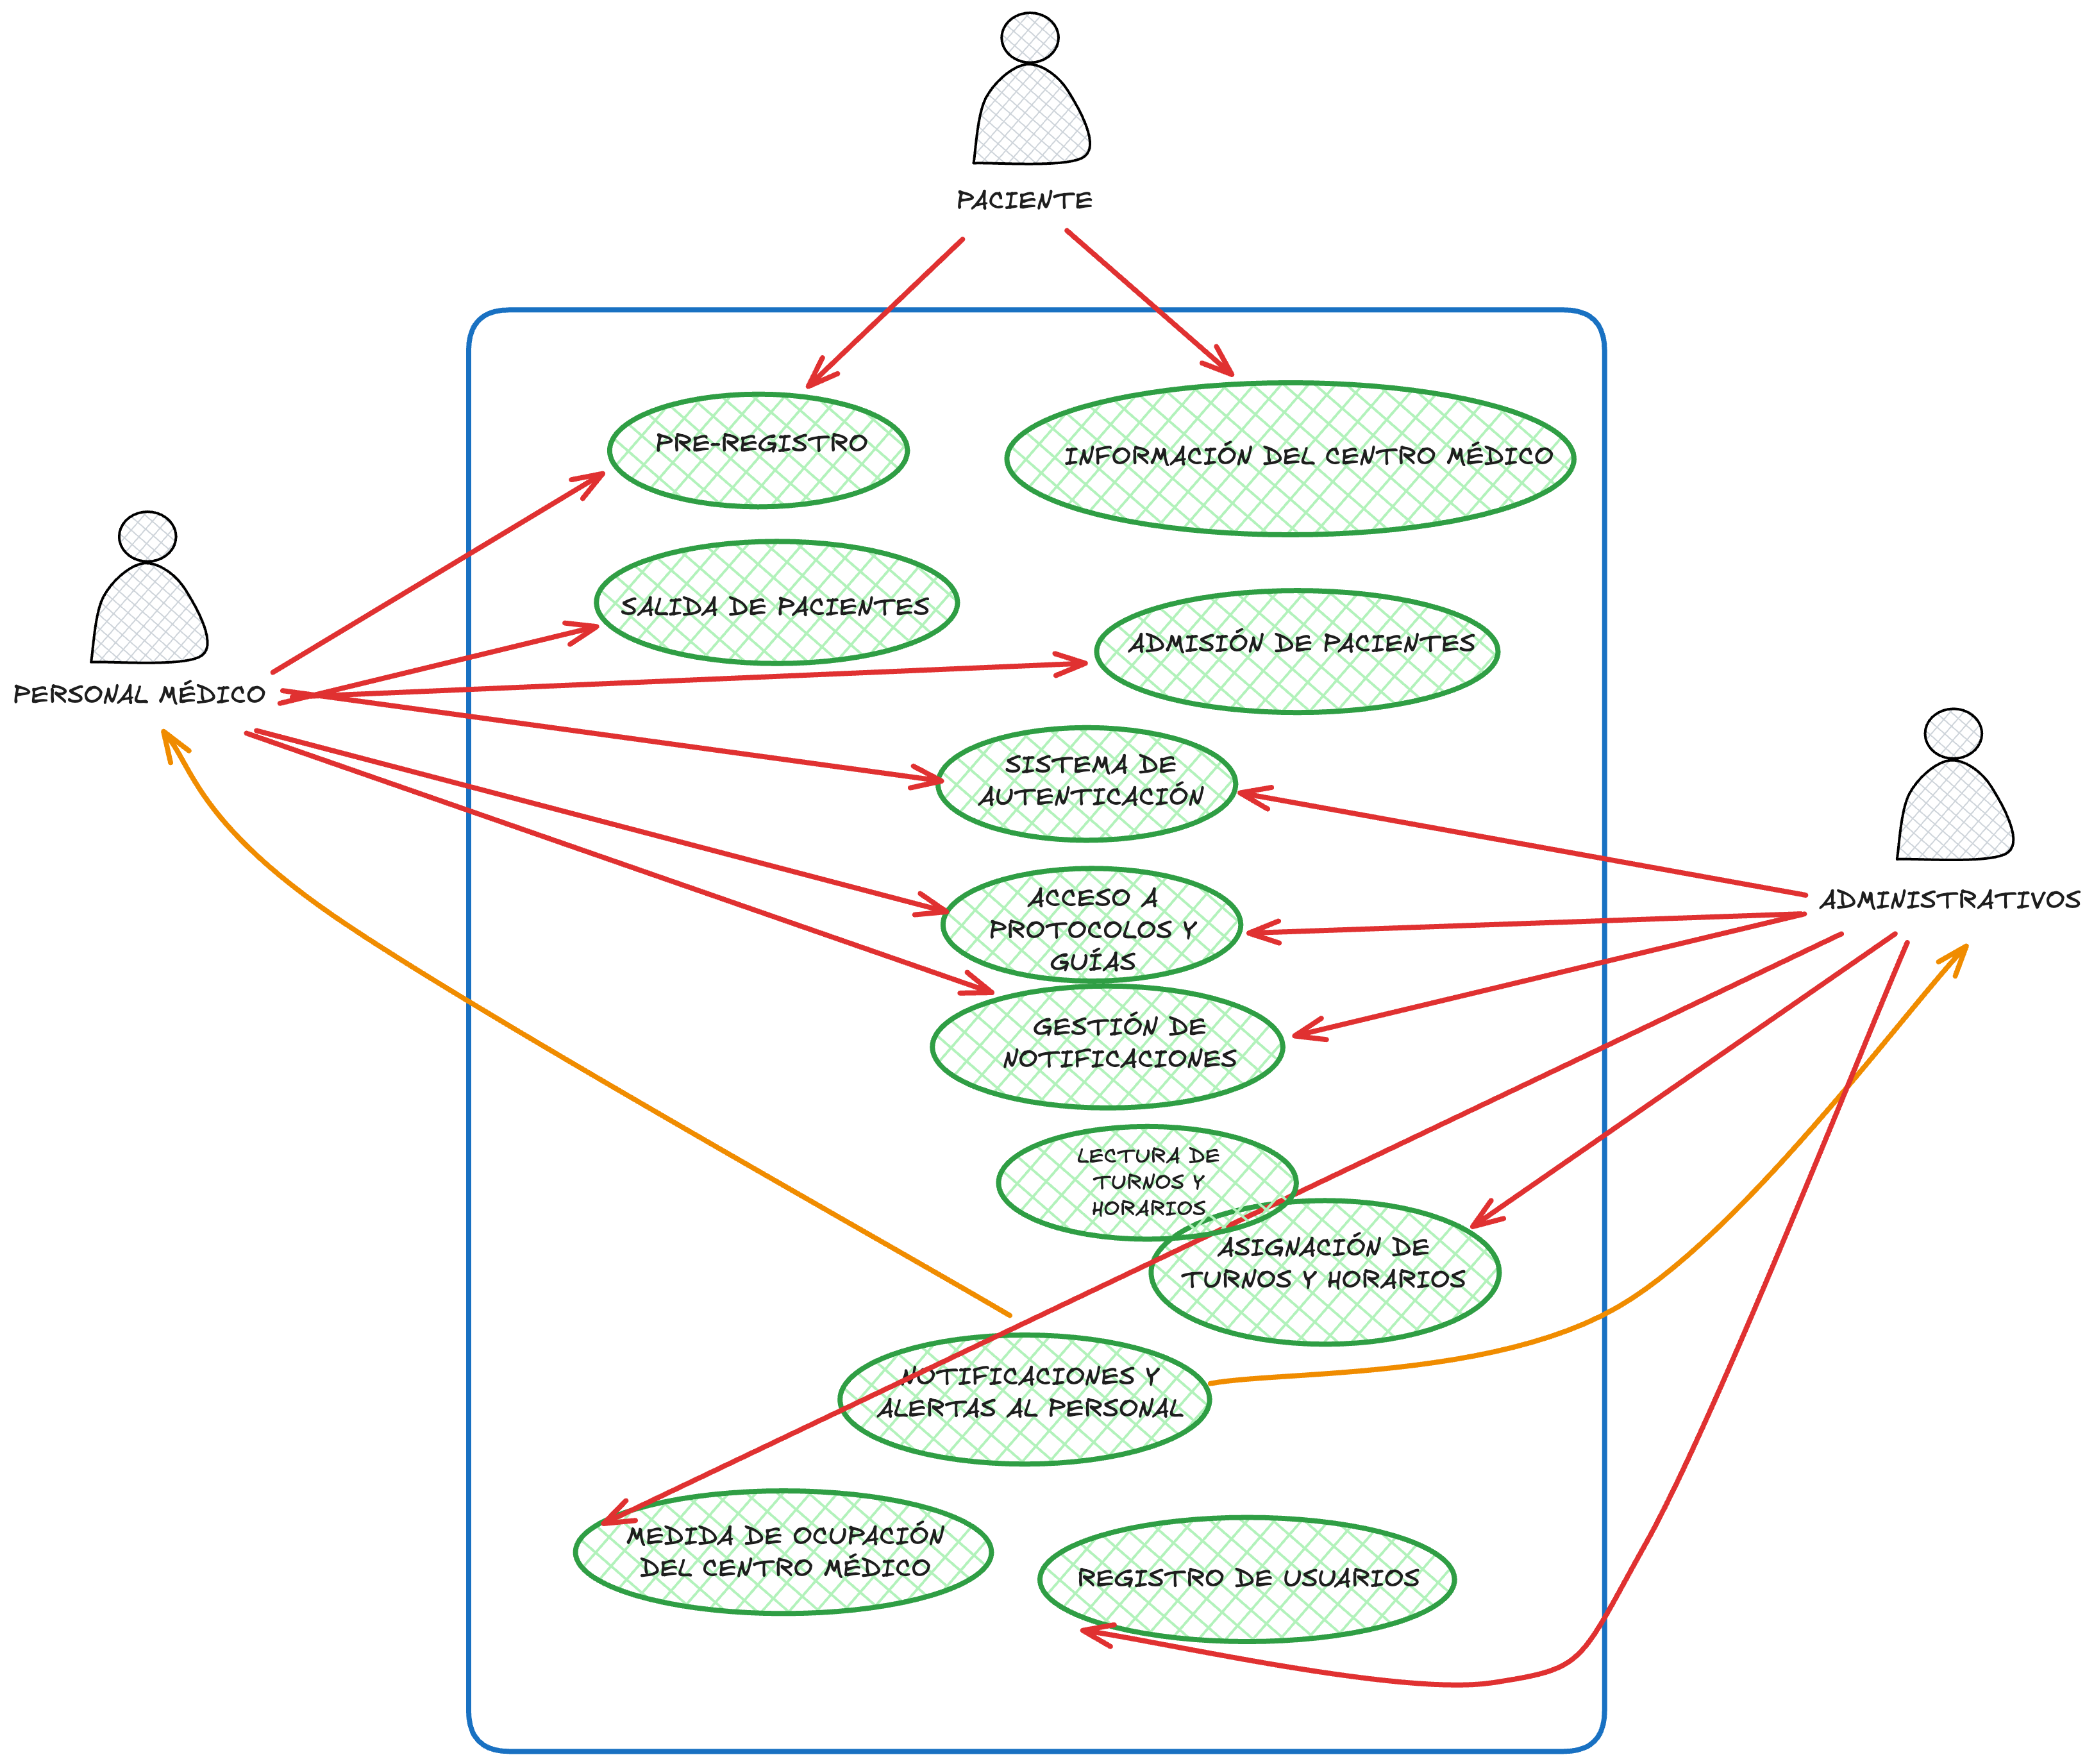 PACIENTE
PRE-REGISTRO
INFORMACIÓN DEL CENTRO MÉDICO
SALIDA DE PACIENTES
ADMISIÓN DE PACIENTES
PERSONAL MÉDICO
SISTEMA DE
AUTENTICACIÓN
ACCESO A
PROTOCOLOS Y
GUÍAS
ADMINISTRATIVOS
GESTIÓN DE
NOTIFICACIONES
LECTURA DE
TURNOS Y
HORARIOS
ASIGNACIÓN DE
TURNOS Y HORARIOS
NOTIFICACIONES Y
ALERTAS AL PERSONAL
MEDIDA DE OCUPACIÓN
DEL CENTRO MÉDICO
REGISTRO DE USUARIOS